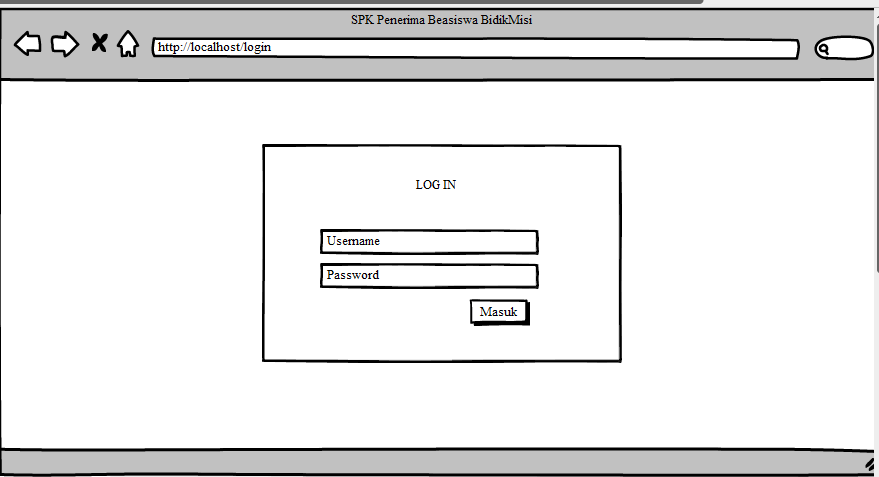 SPK Penerima Beasiswa BidikMisi
http://localhost/login
LOG IN
Username
Password
Masuk